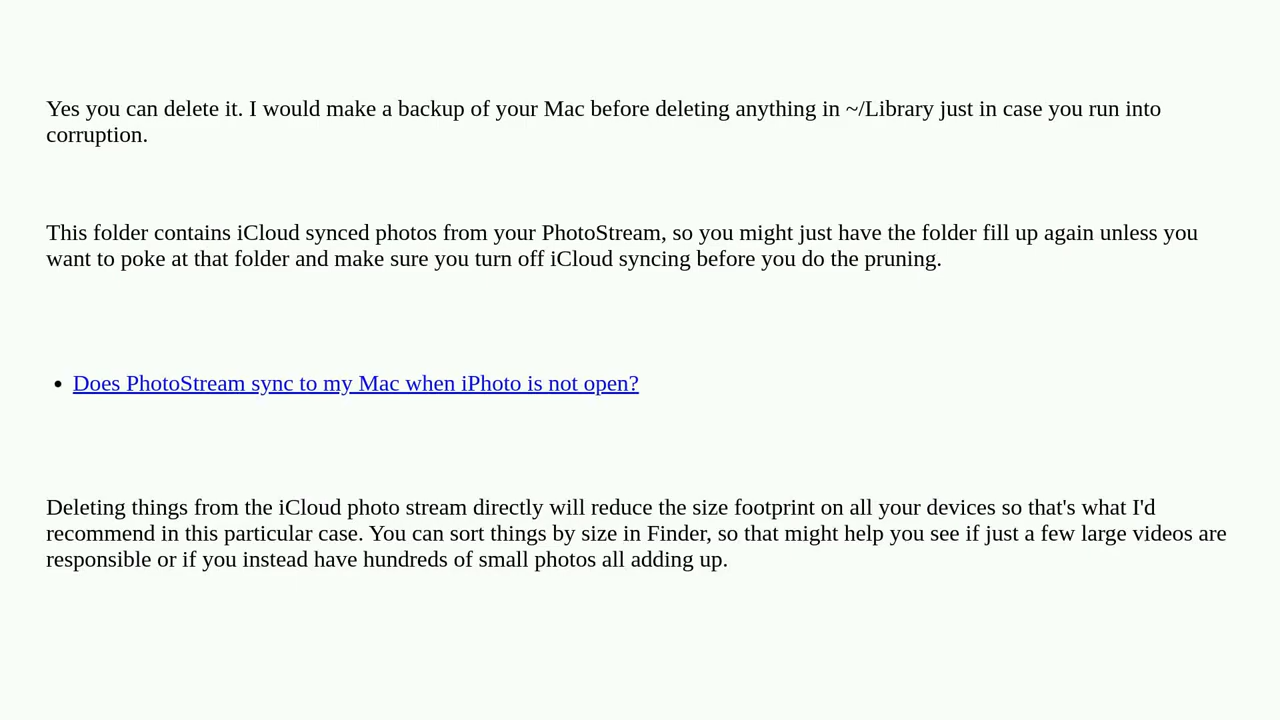 Yes you can delete it. I would make a backup of your Mac before deleting anything in ~/Library just in case you run into
corruption.
This folder contains iCloud synced photos from your PhotoStream, so you might just have the folder fill up again unless you
want to poke at that folder and make sure you turn off iCloud syncing before you do the pruning.
• Does PhotoStream sync to my Mac when iPhoto is not open?
Deleting things from the iCloud photo stream directly will reduce the size footprint on all your devices so that's what I'd
recommend in this particular case. You can sort things by size in Finder, so that might help you see if just a few large videos are
responsible or if you instead have hundreds of small photos all adding up.